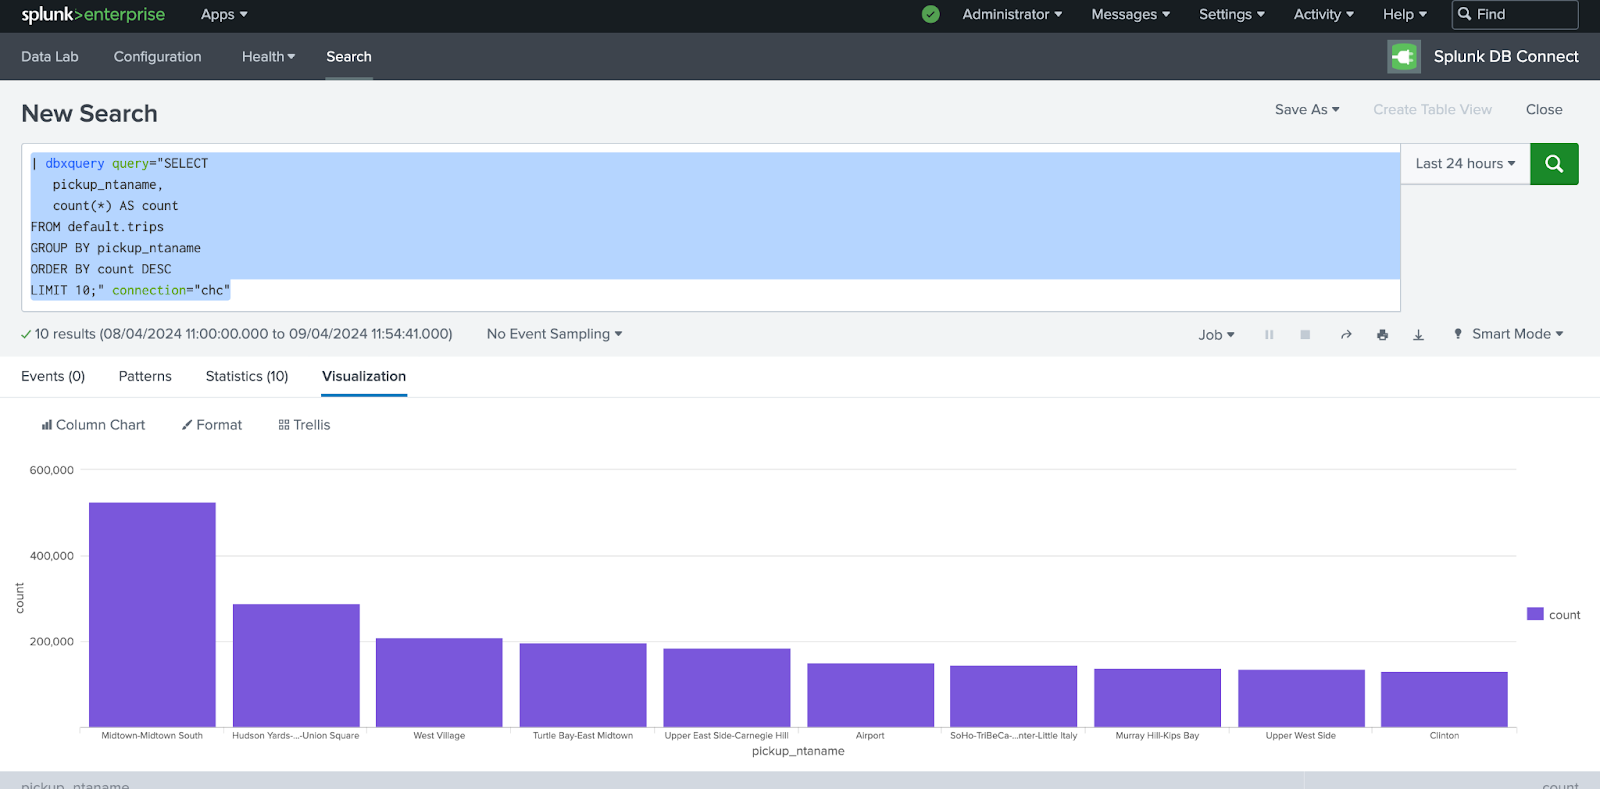 splunk>enterprise Apps Administrator Messages Settings Activity Help Find
Data Lab Configuration Health Search Splunk DB Connect
New Search Save As Create Table View Close
| dbxquery query="SELECT
pickup_ntaname,
count(*) AS count
FROM default.trips
GROUP BY pickup_ntaname
ORDER BY count DESC
LIMIT 10;" connection="chc"
Last 24 hours
10 results (08/04/2024 11:00:00.000 to 09/04/2024 11:54:41.000) No Event Sampling Job Smart Mode
Events (0) Patterns Statistics (10) Visualization
Column Chart Format Trellis
600,000
400,000
200,000
count
count
Midtown-Midtown South Hudson Yards-...-Union Square West Village Turtle Bay-East Midtown Upper East Side-Carnegie Hill Airport SoHo-TriBeCa-...nter-Little Italy Murray Hill-Kips Bay Upper West Side Clinton
pickup_ntaname
pickup_ntaname count